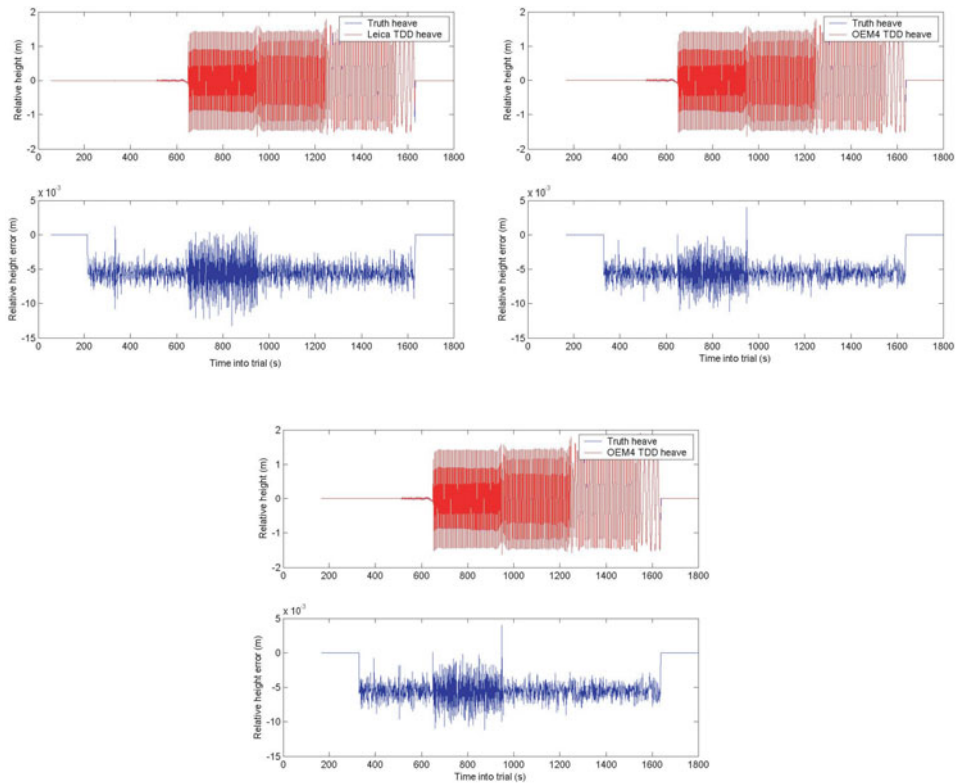 Relative height (m)
2
1
0
-1
-2
Truth heave
Leica TDD heave
0 200 400 600 800 1000 1200 1400 1600 1800
Relative height error (m)
x 10⁻³
5
0
-5
-10
-15
0 200 400 600 800 1000 1200 1400 1600 1800
Time into trial (s)
Relative height (m)
2
1
0
-1
-2
Truth heave
OEM4 TDD heave
0 200 400 600 800 1000 1200 1400 1600 1800
Relative height error (m)
x 10⁻³
5
0
-5
-10
-15
0 200 400 600 800 1000 1200 1400 1600 1800
Time into trial (s)
Relative height (m)
2
1
0
-1
-2
Truth heave
OEM4 TDD heave
0 200 400 600 800 1000 1200 1400 1600 1800
Relative height error (m)
x 10⁻³
5
0
-5
-10
-15
0 200 400 600 800 1000 1200 1400 1600 1800
Time into trial (s)